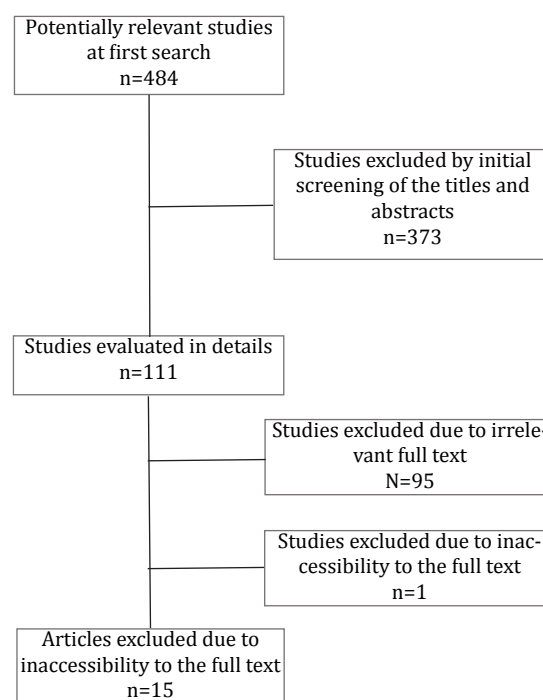 Potentially relevant studies
at first search
n=484
Studies excluded by initial
screening of the titles and
abstracts
n=373
Studies evaluated in details
n=111
Studies excluded due to irrele-
vant full text
N=95
Studies excluded due to inac-
cessibility to the full text
n=1
Articles excluded due to
inaccessibility to the full text
n=15